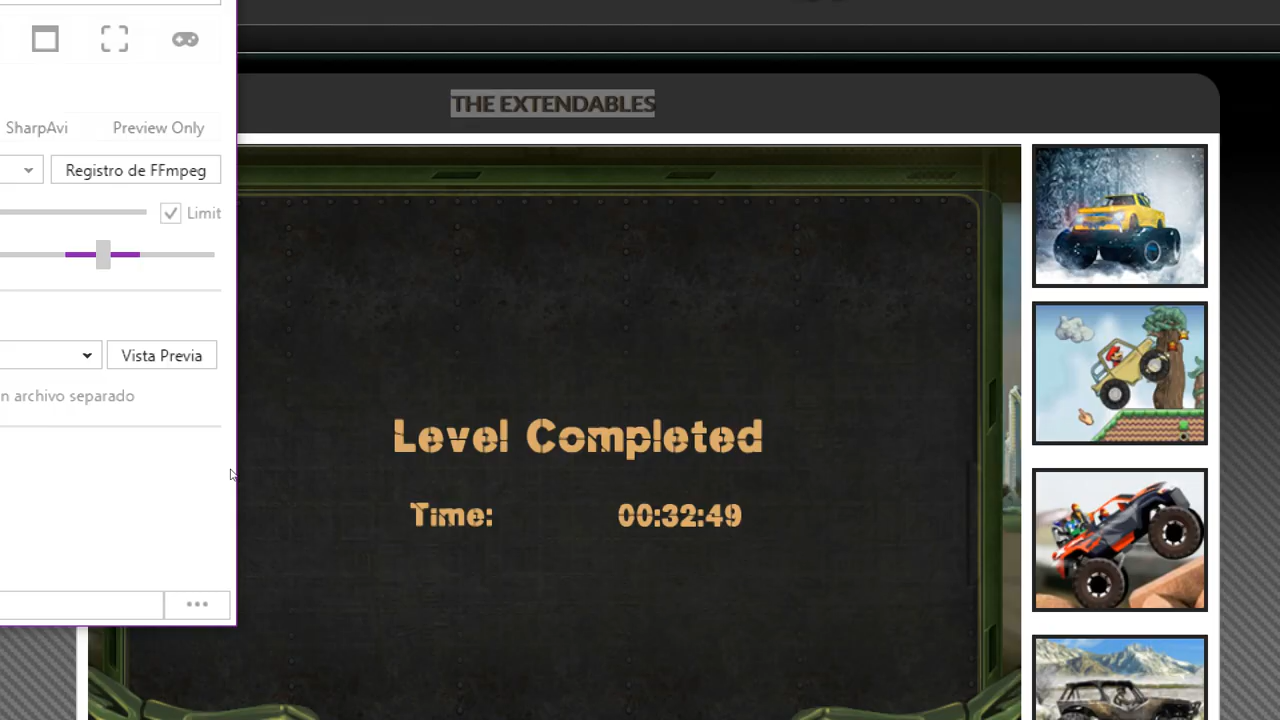 SharpAvi Preview Only
Registro de FFmpeg
Limit
Vista Previa
n archivo separado
THE EXTENDABLES
Level Completed
Time: 00:32:49